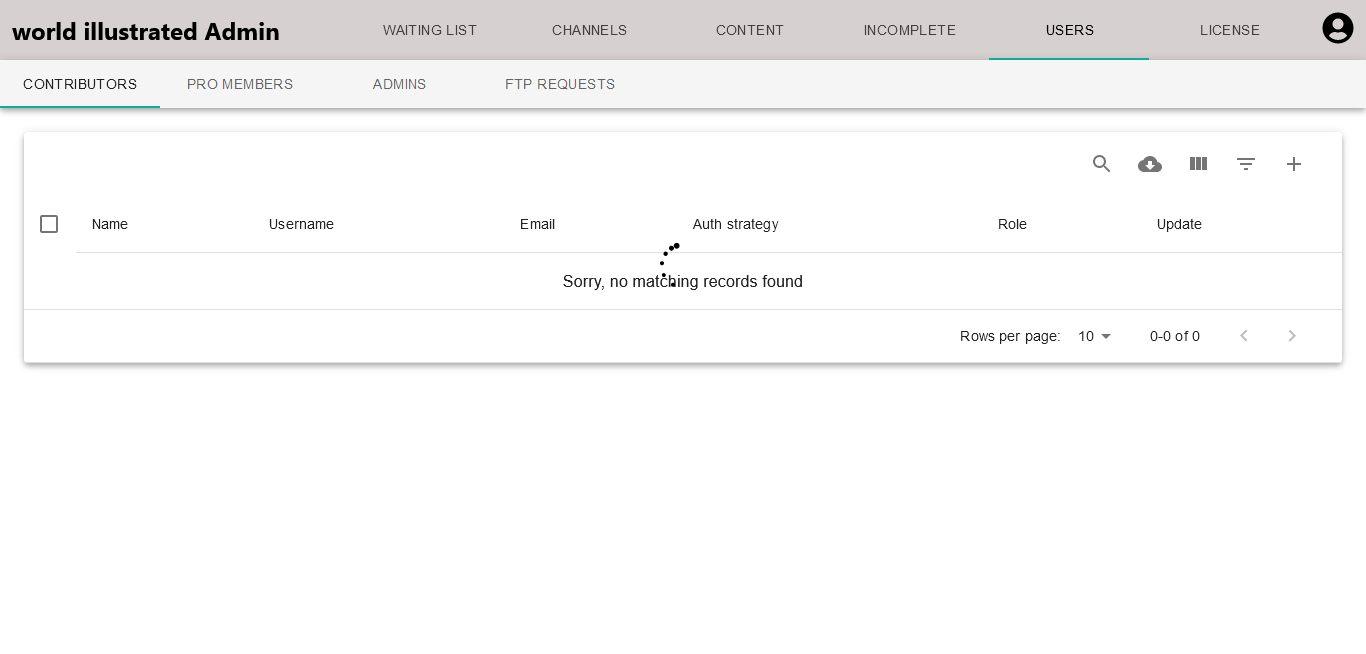 world illustrated Admin
WAITING LIST CHANNELS CONTENT INCOMPLETE USERS LICENSE
CONTRIBUTORS PRO MEMBERS ADMINS FTP REQUESTS
Name Username Email Auth strategy Role Update
Sorry, no matching records found
Rows per page: 10 0-0 of 0